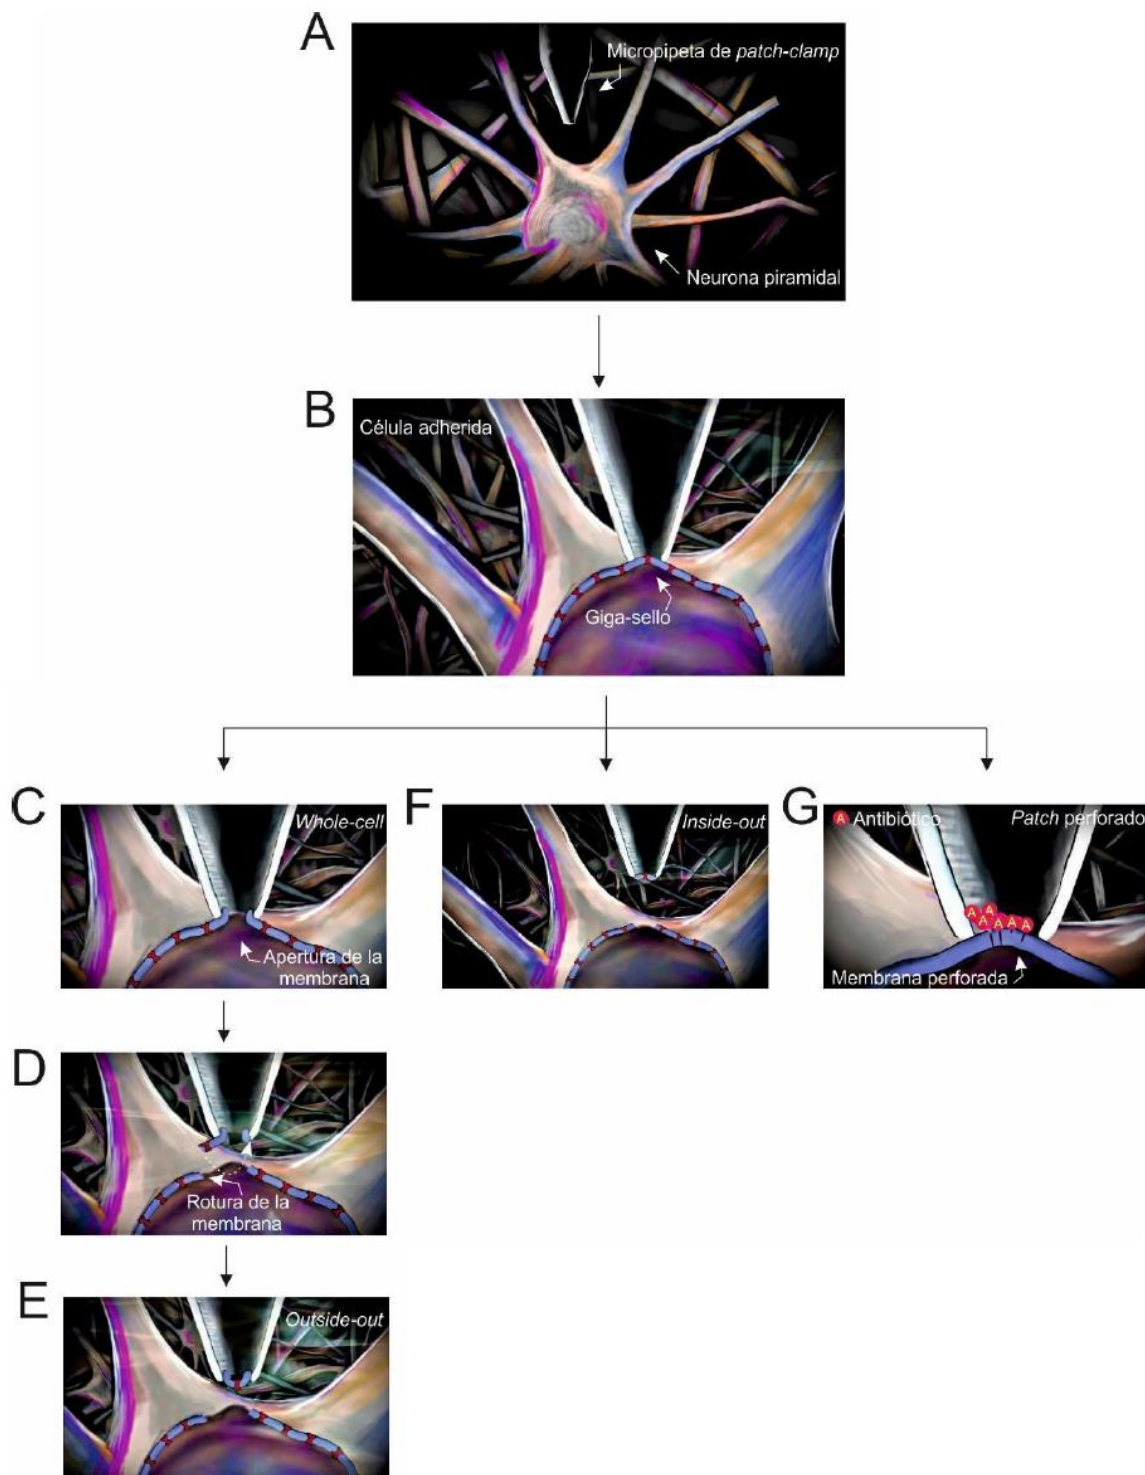 A
Micropipeta de patch-clamp
Neurona piramidal
B
Célula adherida
Giga-sello
C
Whole-cell
Apertura de la
membrana
F
Inside-out
G
A Antibiótico
Patch perforado
A A A A A A A
Membrana perforada
D
Rotura de la
membrana
E
Outside-out